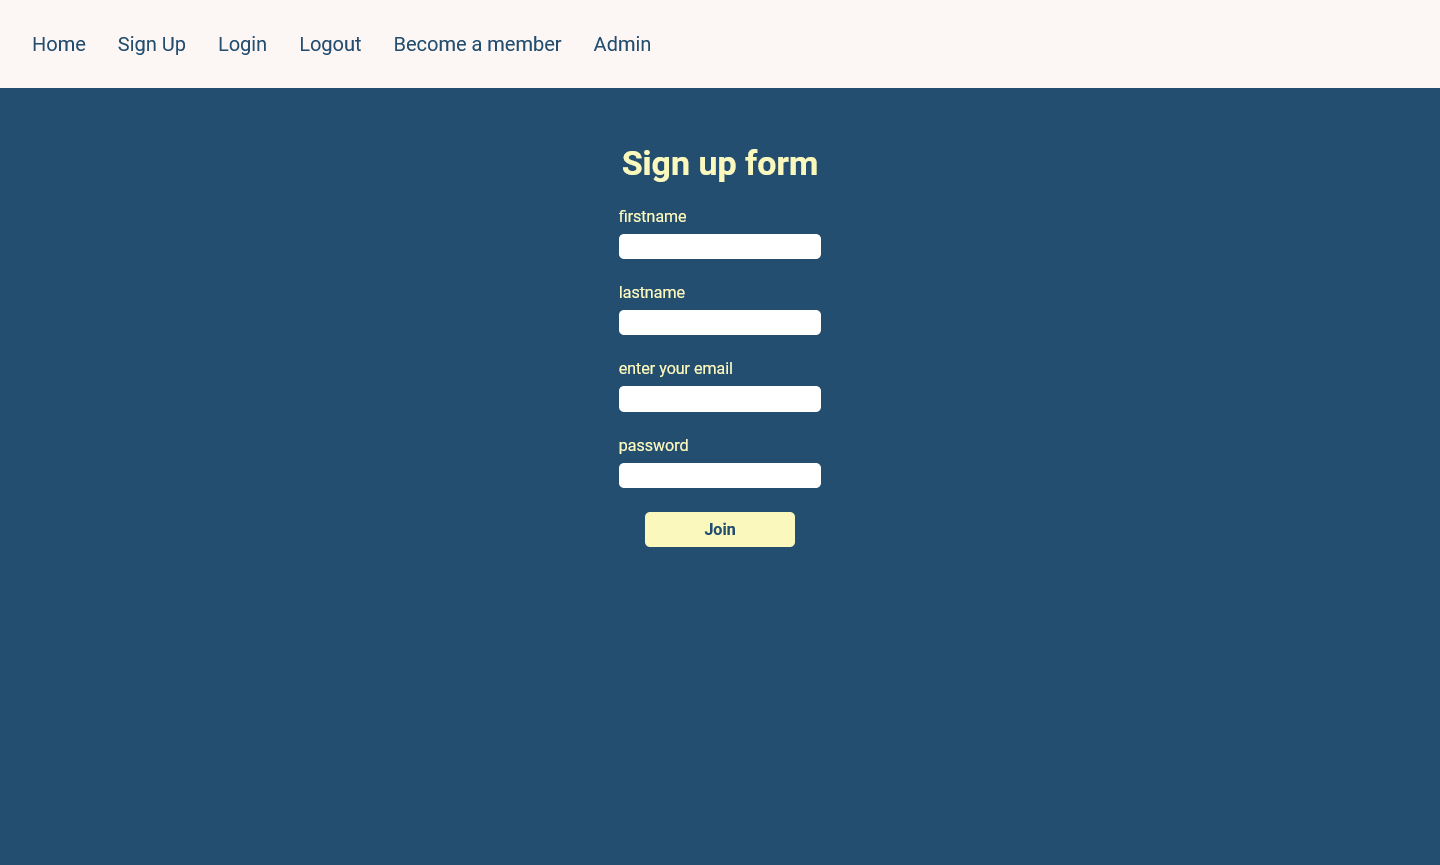 Home Sign Up Login Logout Become a member Admin
Sign up form
firstname
lastname
enter your email
password
Join